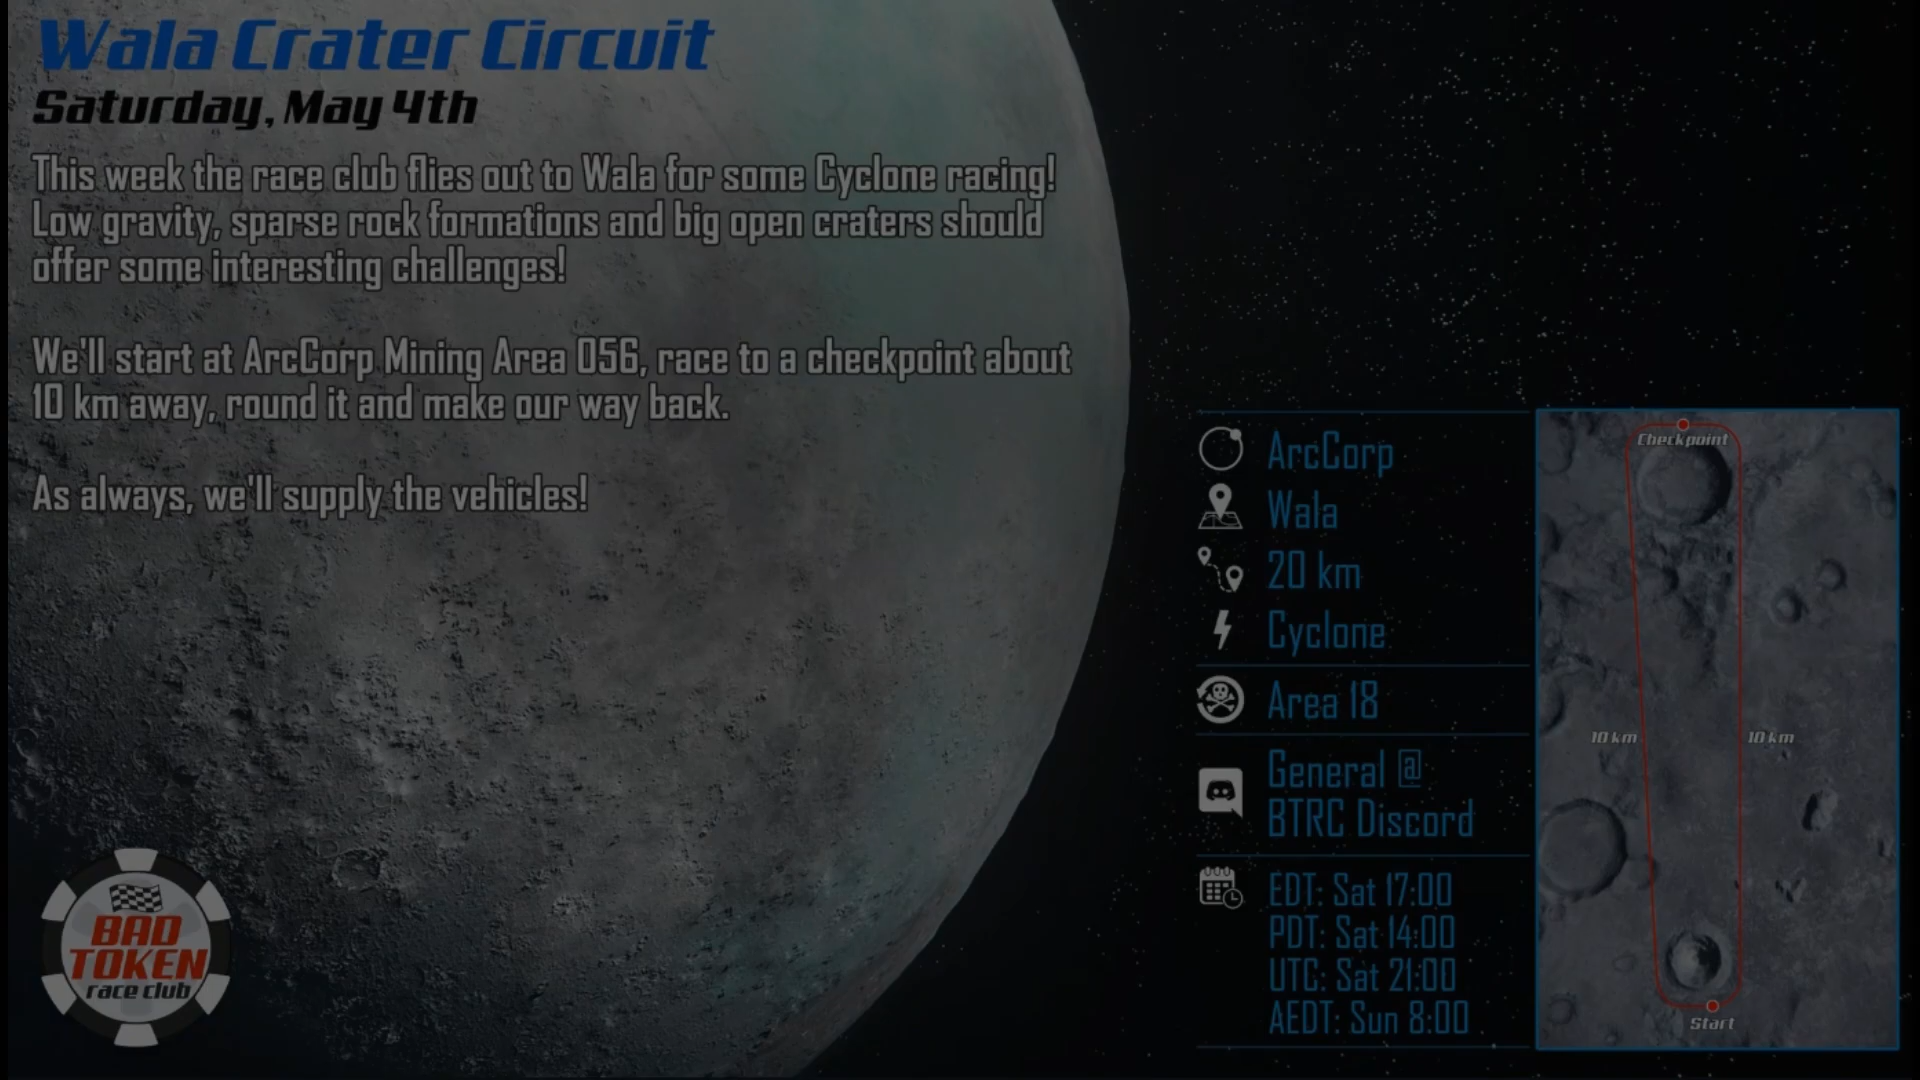 Wala Crater Circuit
Saturday, May 4th
This week the race club flies out to Wala for some Cyclone racing!
Low gravity, sparse rock formations and big open craters should
offer some interesting challenges!
We'll start at ArcCorp Mining Area 056, race to a checkpoint about
10 km away, round it and make our way back.
As always, we'll supply the vehicles!
ArcCorp
Wala
20 km
Cyclone
Area 18
General @
BTRC Discord
EDT: Sat 17:00
PDT: Sat 14:00
UTC: Sat 21:00
AEDT: Sun 8:00
Checkpoint
10 km
10 km
Start
BAD
TOKEN
race club